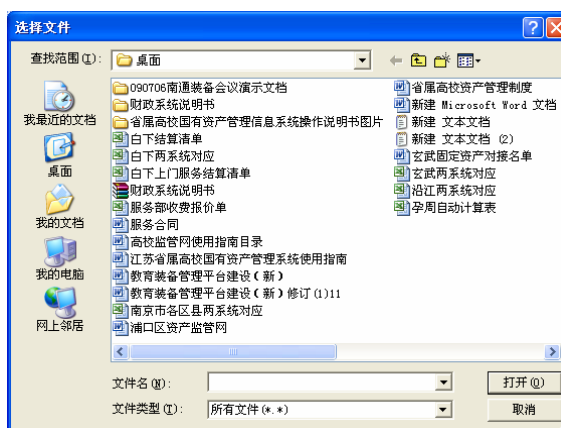 选择文件
查找范围(I):
桌面
我最近的文档
桌面
我的文档
我的电脑
网上邻居
090706南通装备会议演示文档
财政系统说明书
省属高校国有资产管理信息系统操作说明书图片
白下结算清单
白下两系统对应
白下上门服务结算清单
财政系统说明书
服务部收费报价单
服务合同
高校监管网使用指南目录
江苏省属高校国有资产管理系统使用指南
教育装备管理平台建设(新)
教育装备管理平台建设(新)修订(1)11
南京市各区县两系统对应
浦口区资产监管网
省属高校资产管理制度
新建 Microsoft Word 文档
新建 文本文档
新建 文本文档 (2)
玄武固定资产对接名单
玄武两系统对应
沿江两系统对应
孕周自动计算表
文件名(N):
打开(O)
文件类型(T):
所有文件(*.*)
取消